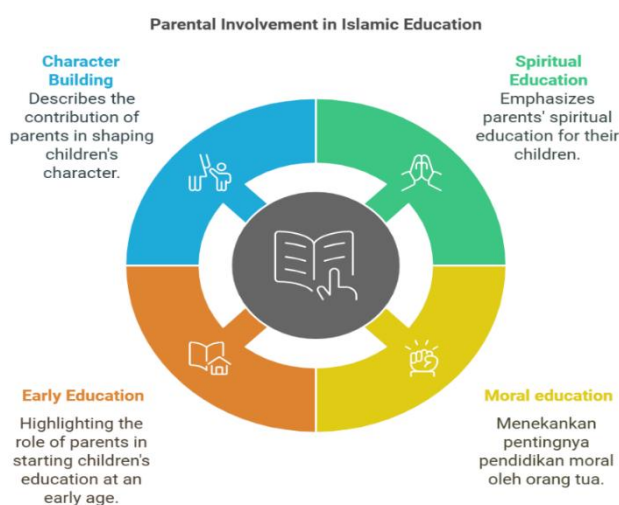 Parental Involvement in Islamic Education
Character
Building
Describes the
contribution of
parents in shaping
children's
character.
Spiritual
Education
Emphasizes
parents' spiritual
education for their
children.
Early Education
Highlighting the
role of parents in
starting children's
education at an
early age.
Moral education
Menekankan
pentingnya
pendidikan moral
oleh orang tua.